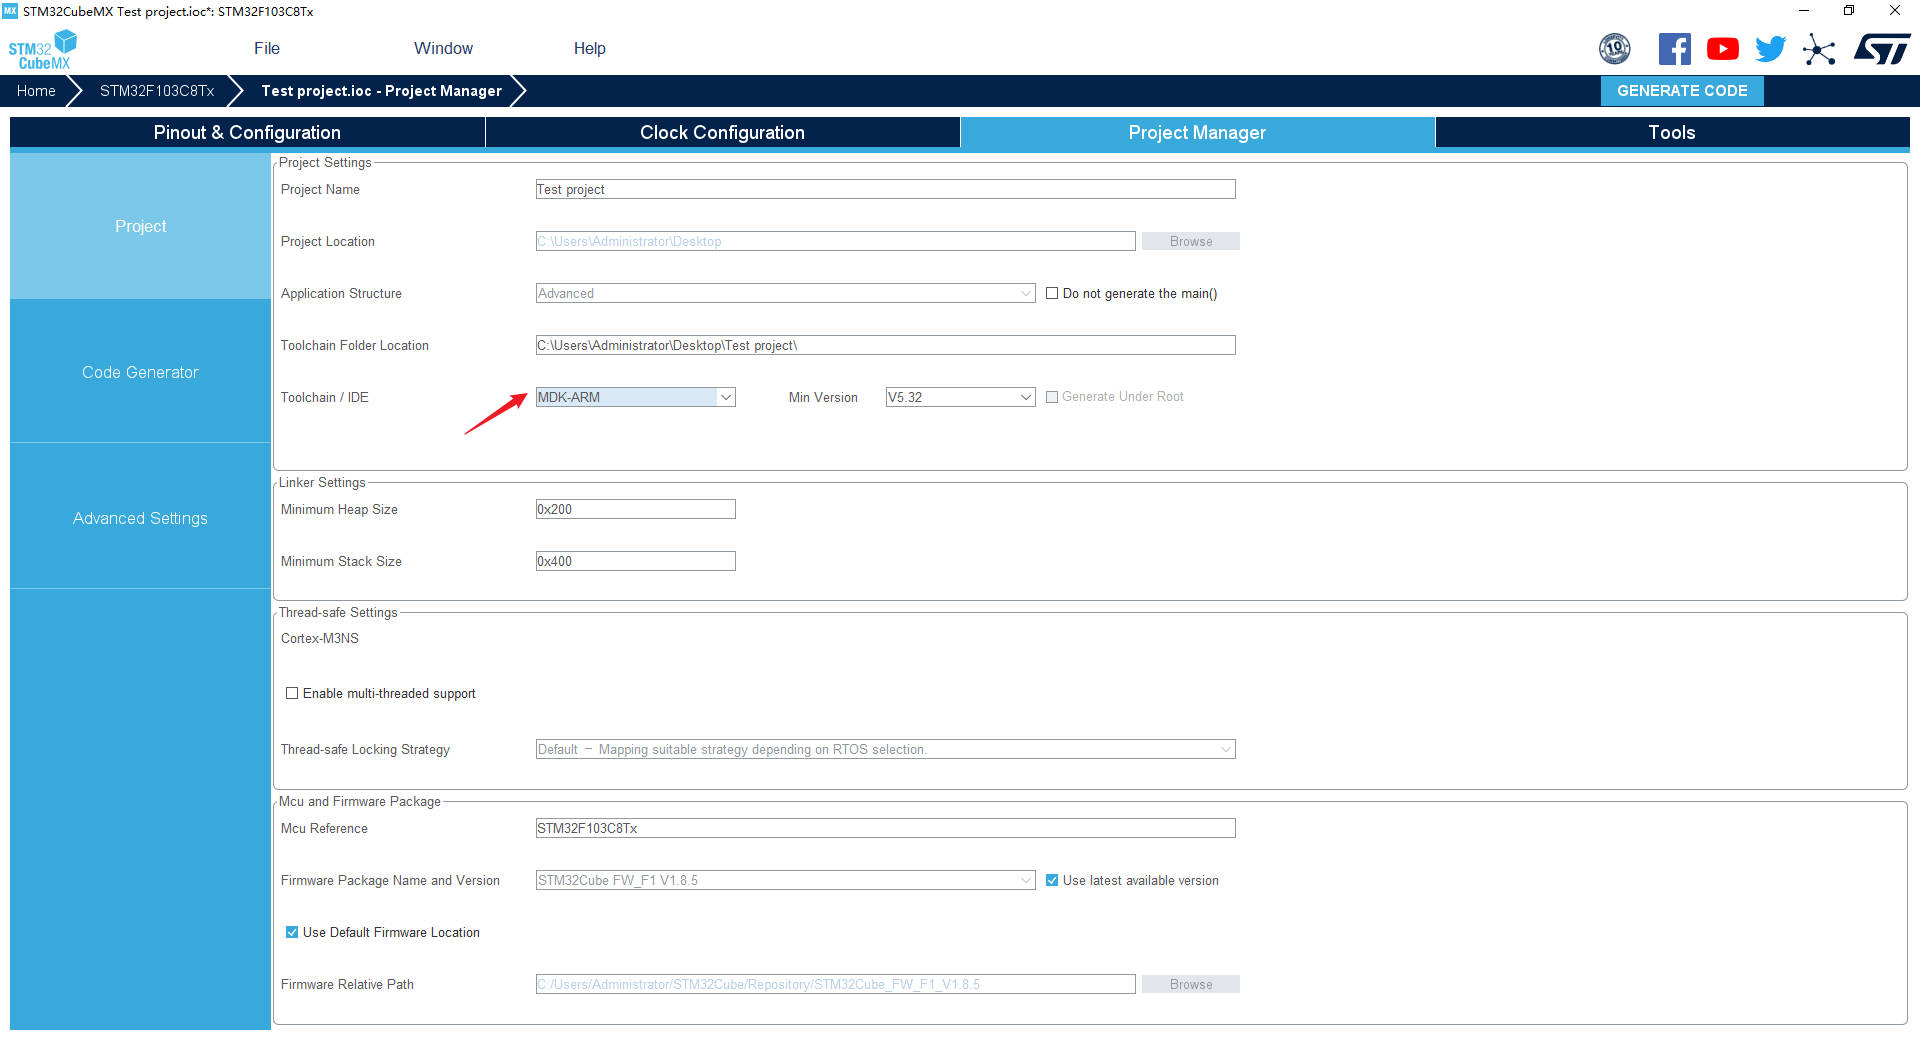 MX STM32CubeMX Test project.ioc*: STM32F103C8Tx
STM32 CubeMX
File Window Help
10 YEARS
ST
Home STM32F103C8Tx Test project.ioc - Project Manager GENERATE CODE
Pinout & Configuration Clock Configuration Project Manager Tools
Project
Code Generator
Advanced Settings
Project Settings
Project Name Test project
Project Location C:\Users\Administrator\Desktop Browse
Application Structure Advanced Do not generate the main()
Toolchain Folder Location C:\Users\Administrator\Desktop\Test project\
Toolchain / IDE MDK-ARM Min Version V5.32 Generate Under Root
Linker Settings
Minimum Heap Size 0x200
Minimum Stack Size 0x400
Thread-safe Settings
Cortex-M3NS
Enable multi-threaded support
Thread-safe Locking Strategy Default – Mapping suitable strategy depending on RTOS selection.
Mcu and Firmware Package
Mcu Reference STM32F103C8Tx
Firmware Package Name and Version STM32Cube FW_F1 V1.8.5 Use latest available version
Use Default Firmware Location
Firmware Relative Path C:/Users/Administrator/STM32Cube/Repository/STM32Cube_FW_F1_V1.8.5 Browse